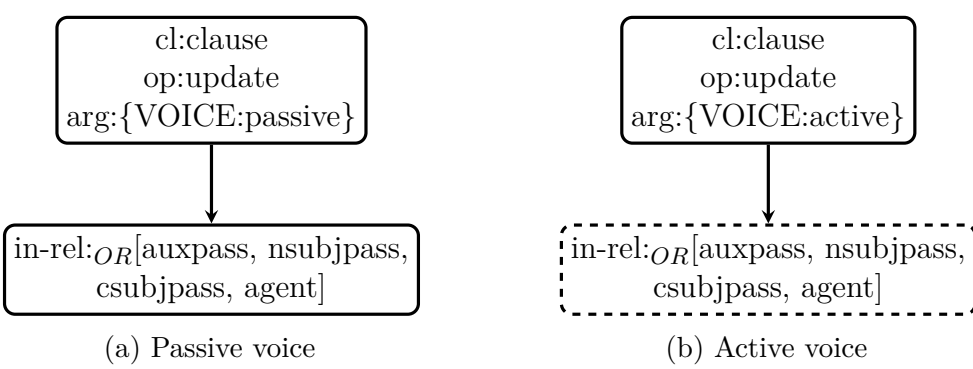 cl:clause
op:update
arg:{VOICE:passive}
in-rel:OR[auxpass, nsubjpass,
csubjpass, agent]
(a) Passive voice
cl:clause
op:update
arg:{VOICE:active}
in-rel:OR[auxpass, nsubjpass,
csubjpass, agent]
(b) Active voice